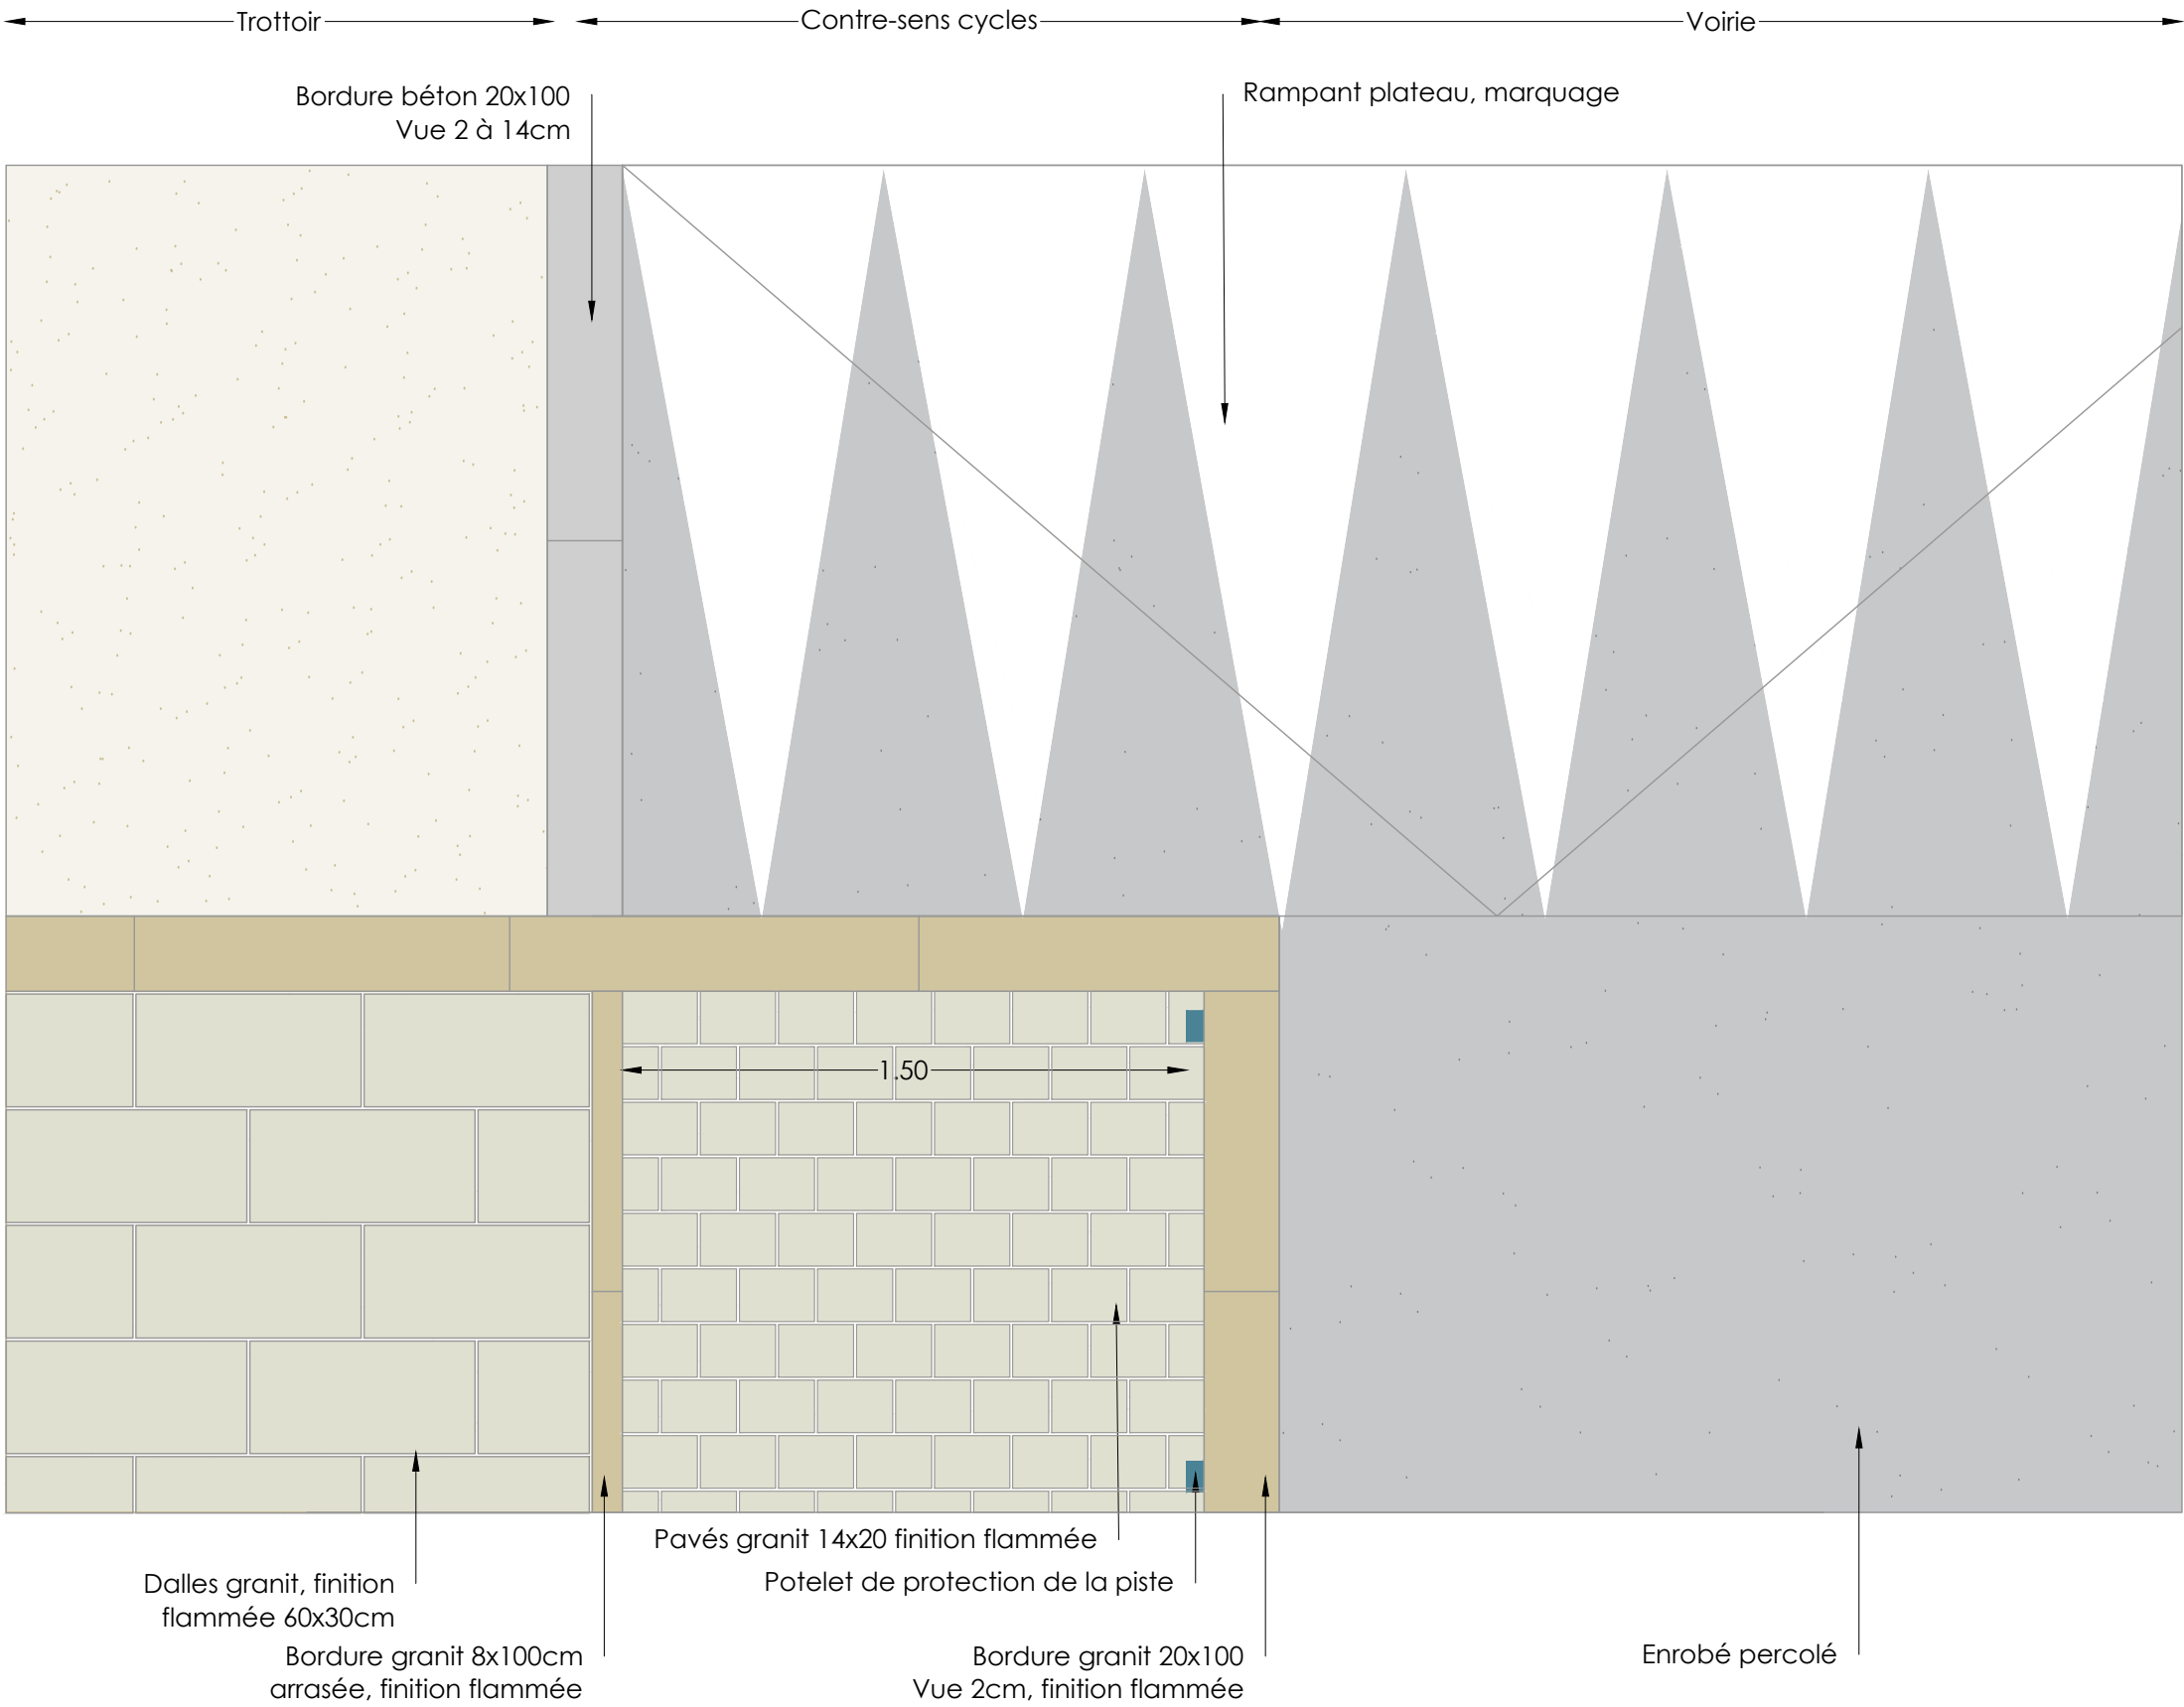 Trottoir
Contre-sens cycles
Voirie
Bordure béton 20x100
Vue 2 à 14cm
Rampant plateau, marquage
1.50
Pavés granit 14x20 finition flammée
Potelet de protection de la piste
Dalles granit, finition
flammée 60x30cm
Bordure granit 8x100cm
arrasée, finition flammée
Bordure granit 20x100
Vue 2cm, finition flammée
Enrobé percolé